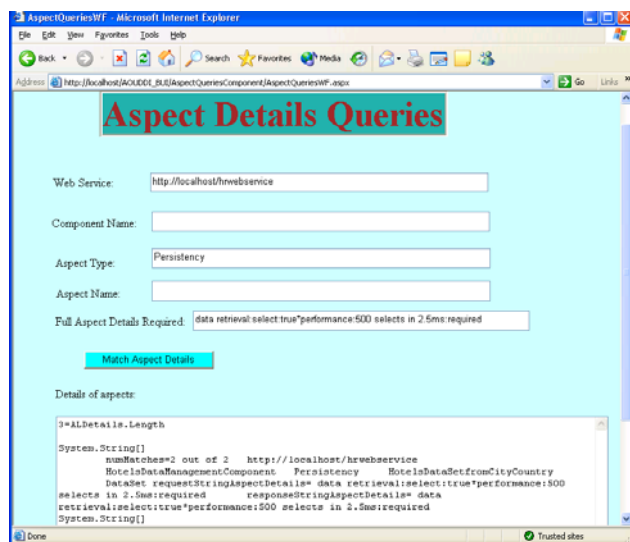 AspectQueriesWF - Microsoft Internet Explorer
File Edit View Favorites Tools Help
Back Search Favorites Media
Address http://localhost/AOUDDI_BUI/AspectQueriesComponent/AspectQueriesWF.aspx Go Links »
Aspect Details Queries
Web Service: http://localhost/hrwebservice
Component Name:
Aspect Type: Persistency
Aspect Name:
Full Aspect Details Required: data retrieval:select:true*performance:500 selects in 2.5ms:required
Match Aspect Details
Details of aspects:
3=ALDetails.Length
System.String[]
numMatches=2 out of 2 http://localhost/hrwebservice
HotelsDataManagementComponent Persistency HotelsDataSetfromCityCountry
DataSet requestStringAspectDetails= data retrieval:select:true*performance:500
selects in 2.5ms:required responseStringAspectDetails= data
retrieval:select:true*performance:500 selects in 2.5ms:required
System.String[]
Done Trusted sites